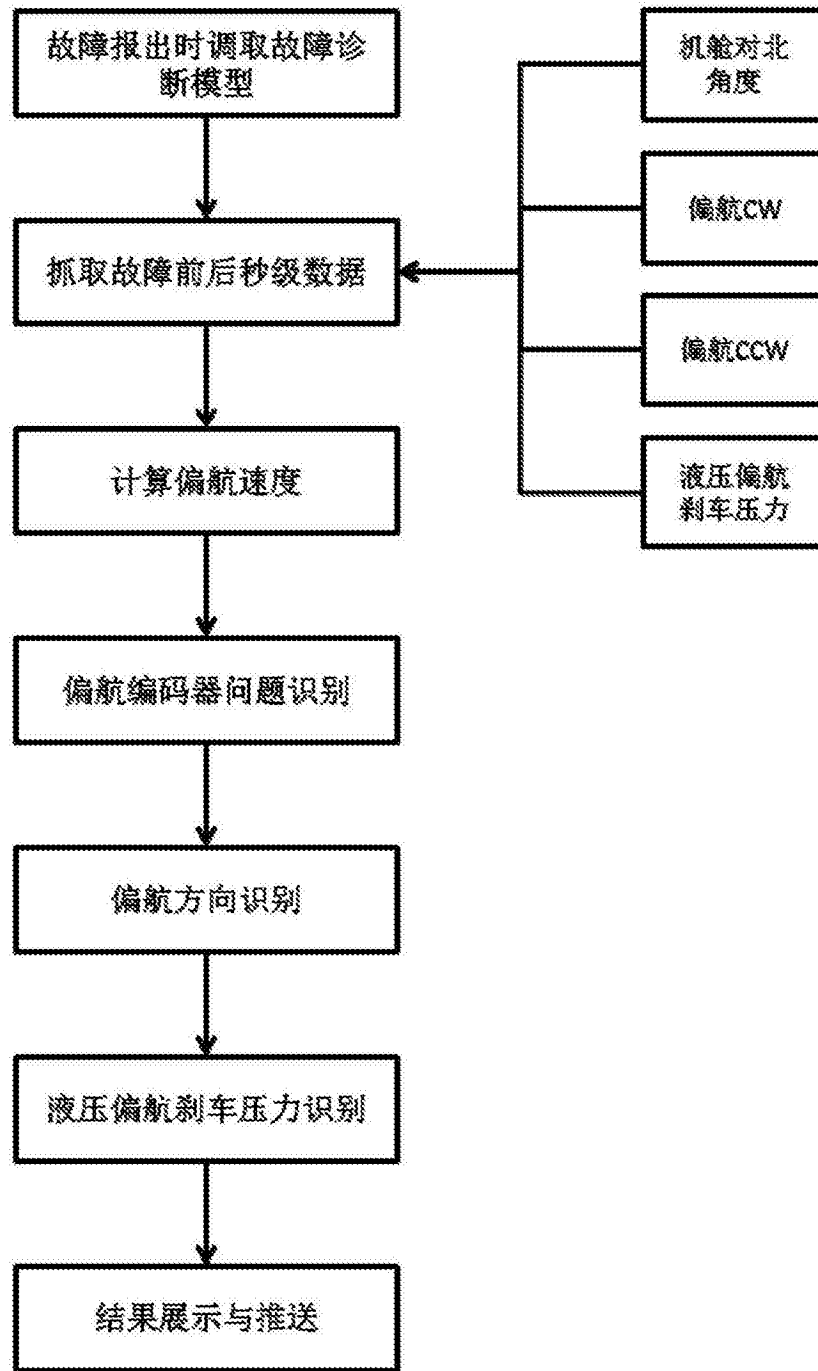 故障报出时调取故障诊
断模型
抓取故障前后秒级数据
计算偏航速度
偏航编码器问题识别
偏航方向识别
液压偏航刹车压力识别
结果展示与推送
机舱对北
角度
偏航CW
偏航CCW
液压偏航
刹车压力